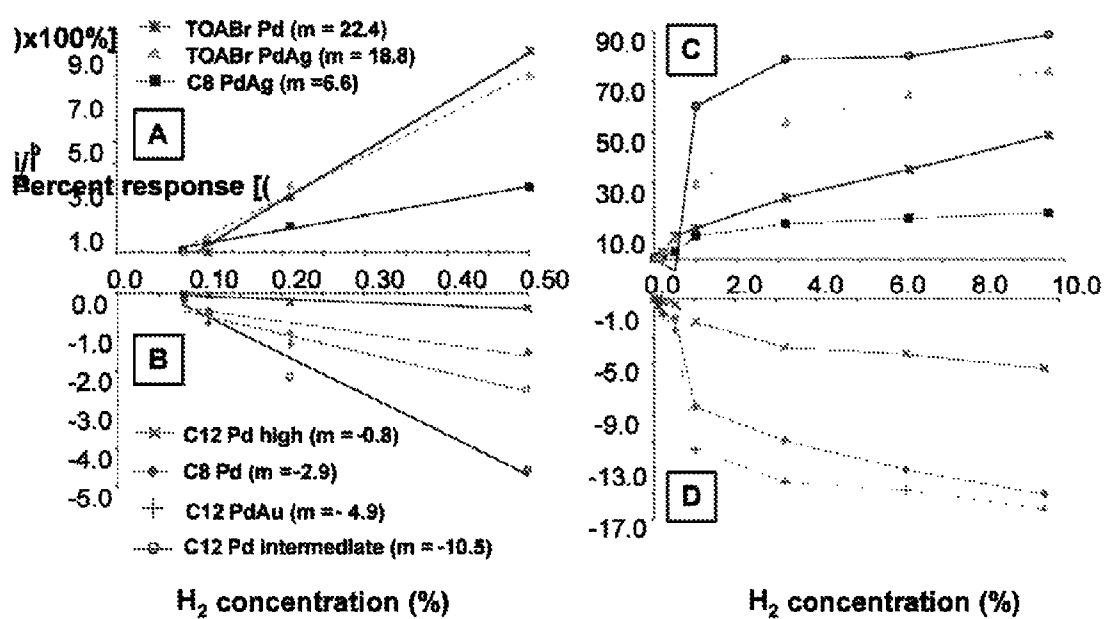 )x100%]
TOABr Pd (m = 22.4)
TOABr PdAg (m = 18.8)
C8 PdAg (m =6.6)
9.0
7.0
5.0
3.0
1.0
A
Percent response [(
0.0 0.10 0.20 0.30 0.40 0.50
0.0
-1.0
-2.0
-3.0
-4.0
-5.0
B
C12 Pd high (m = -0.8)
C8 Pd (m =-2.9)
C12 PdAu (m =- 4.9)
C12 Pd intermediate (m = -10.5)
H2 concentration (%)
90.0
70.0
50.0
30.0
10.0
C
0.0 2.0 4.0 6.0 8.0 10.0
-1.0
-5.0
-9.0
-13.0
-17.0
D
H2 concentration (%)